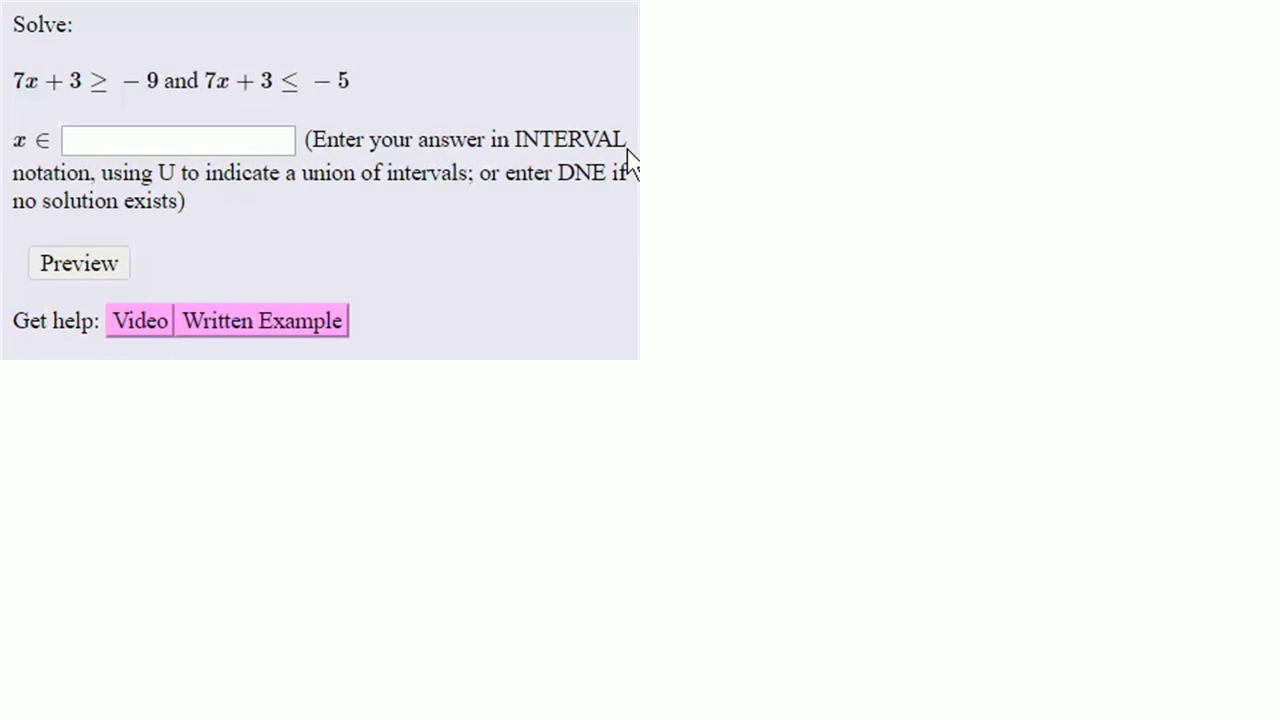 Solve:
7x + 3 ≥ − 9 and 7x + 3 ≤ − 5
x ∈ (Enter your answer in INTERVAL
notation, using U to indicate a union of intervals; or enter DNE if
no solution exists)
Preview
Get help: Video Written Example